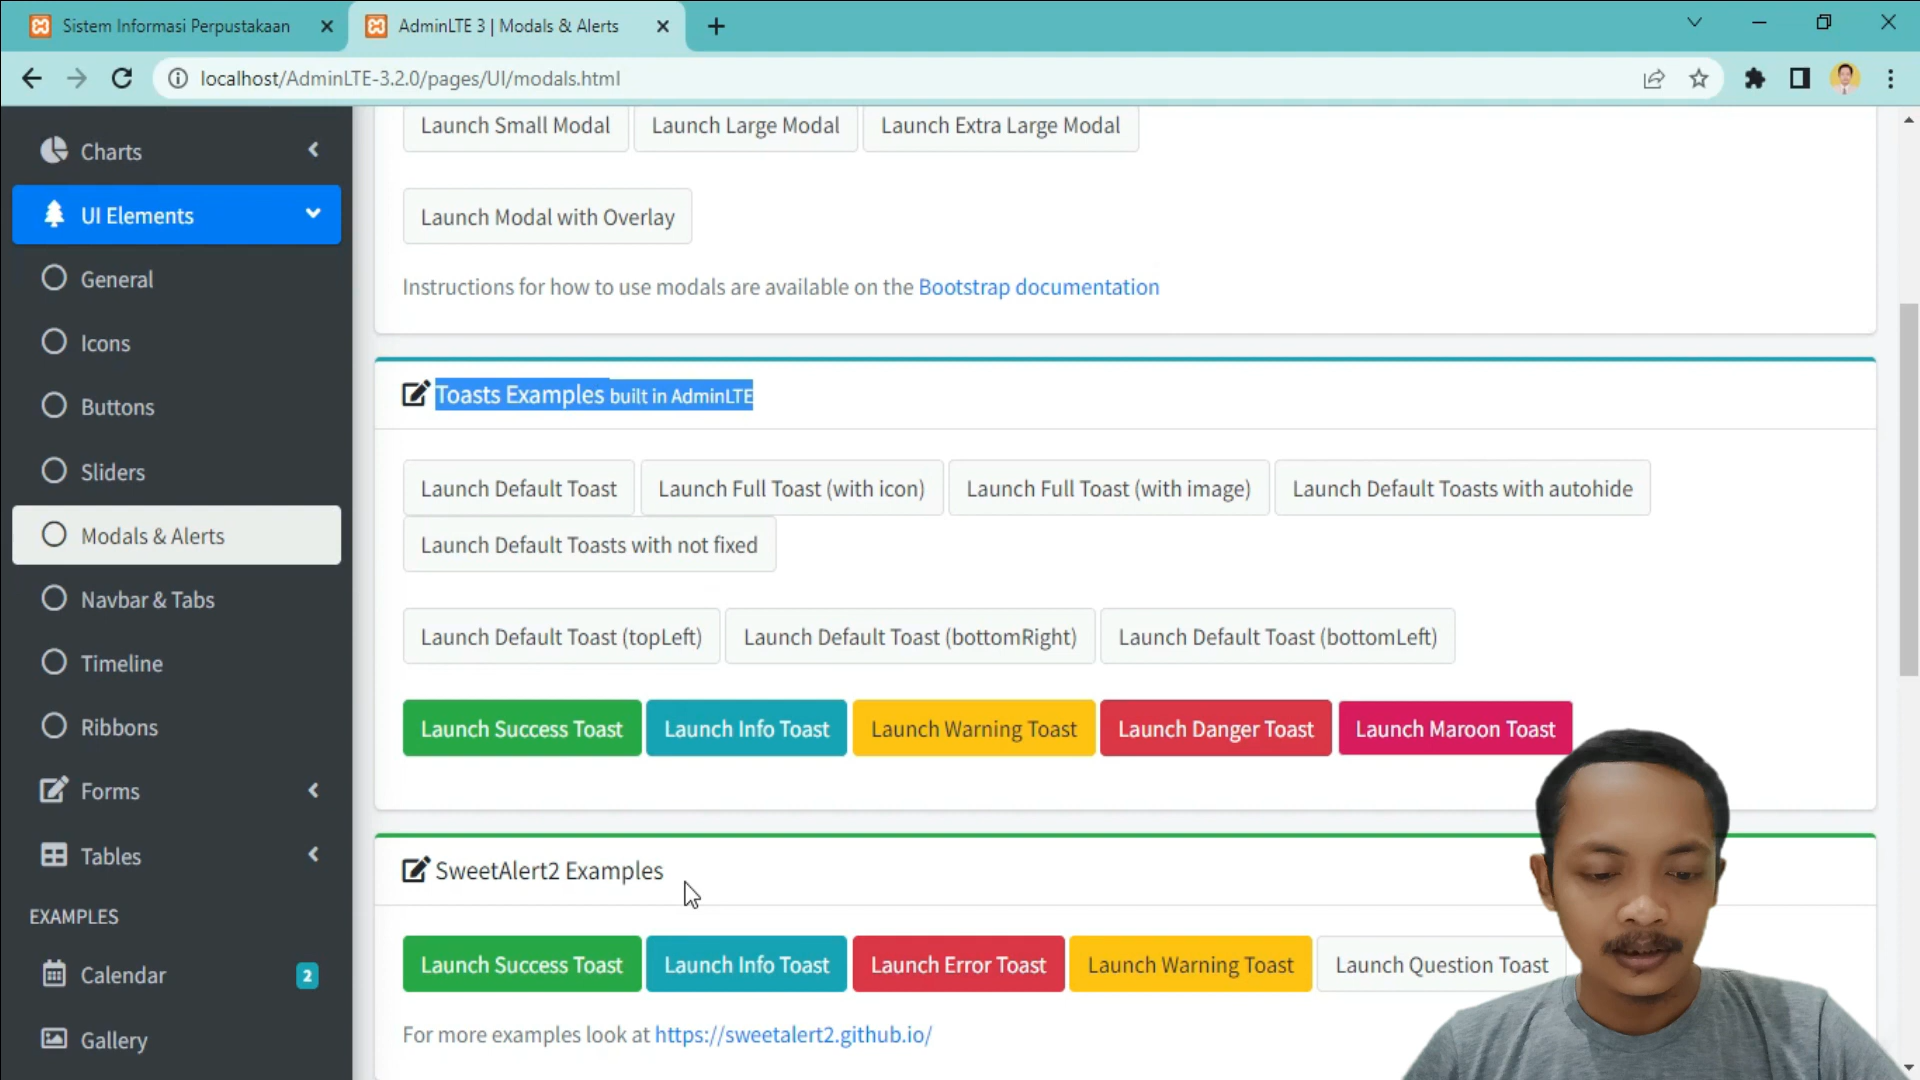 Sistem Informasi Perpustakaan
AdminLTE 3 | Modals & Alerts
localhost/AdminLTE-3.2.0/pages/UI/modals.html
Charts
UI Elements
General
Icons
Buttons
Sliders
Modals & Alerts
Navbar & Tabs
Timeline
Ribbons
Forms
Tables
EXAMPLES
Calendar 2
Gallery
Launch Small Modal Launch Large Modal Launch Extra Large Modal
Launch Modal with Overlay
Instructions for how to use modals are available on the Bootstrap documentation
Toasts Examples built in AdminLTE
Launch Default Toast Launch Full Toast (with icon) Launch Full Toast (with image) Launch Default Toasts with autohide
Launch Default Toasts with not fixed
Launch Default Toast (topLeft) Launch Default Toast (bottomRight) Launch Default Toast (bottomLeft)
Launch Success Toast Launch Info Toast Launch Warning Toast Launch Danger Toast Launch Maroon Toast
SweetAlert2 Examples
Launch Success Toast Launch Info Toast Launch Error Toast Launch Warning Toast Launch Question Toast
For more examples look at https://sweetalert2.github.io/